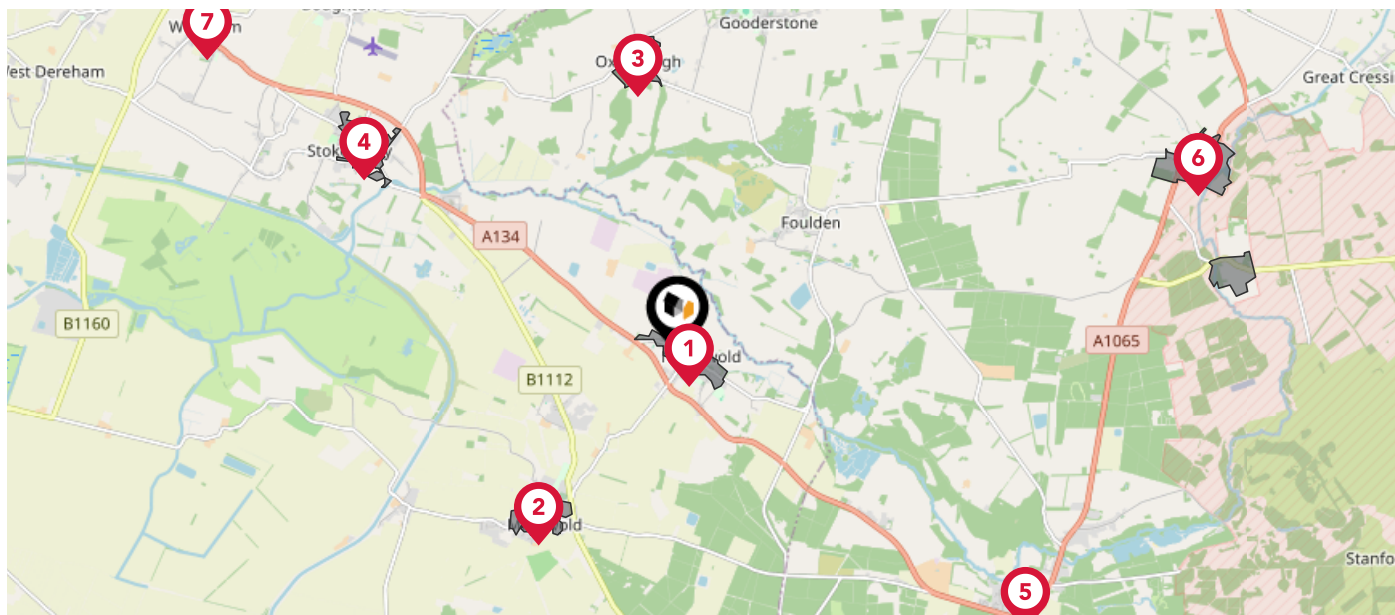 7
Gooderstone
3
West Dereham
Great Cressi
4
6
Foulden
A134
B1160
A1065
1
B1112
2
Stanfo
5